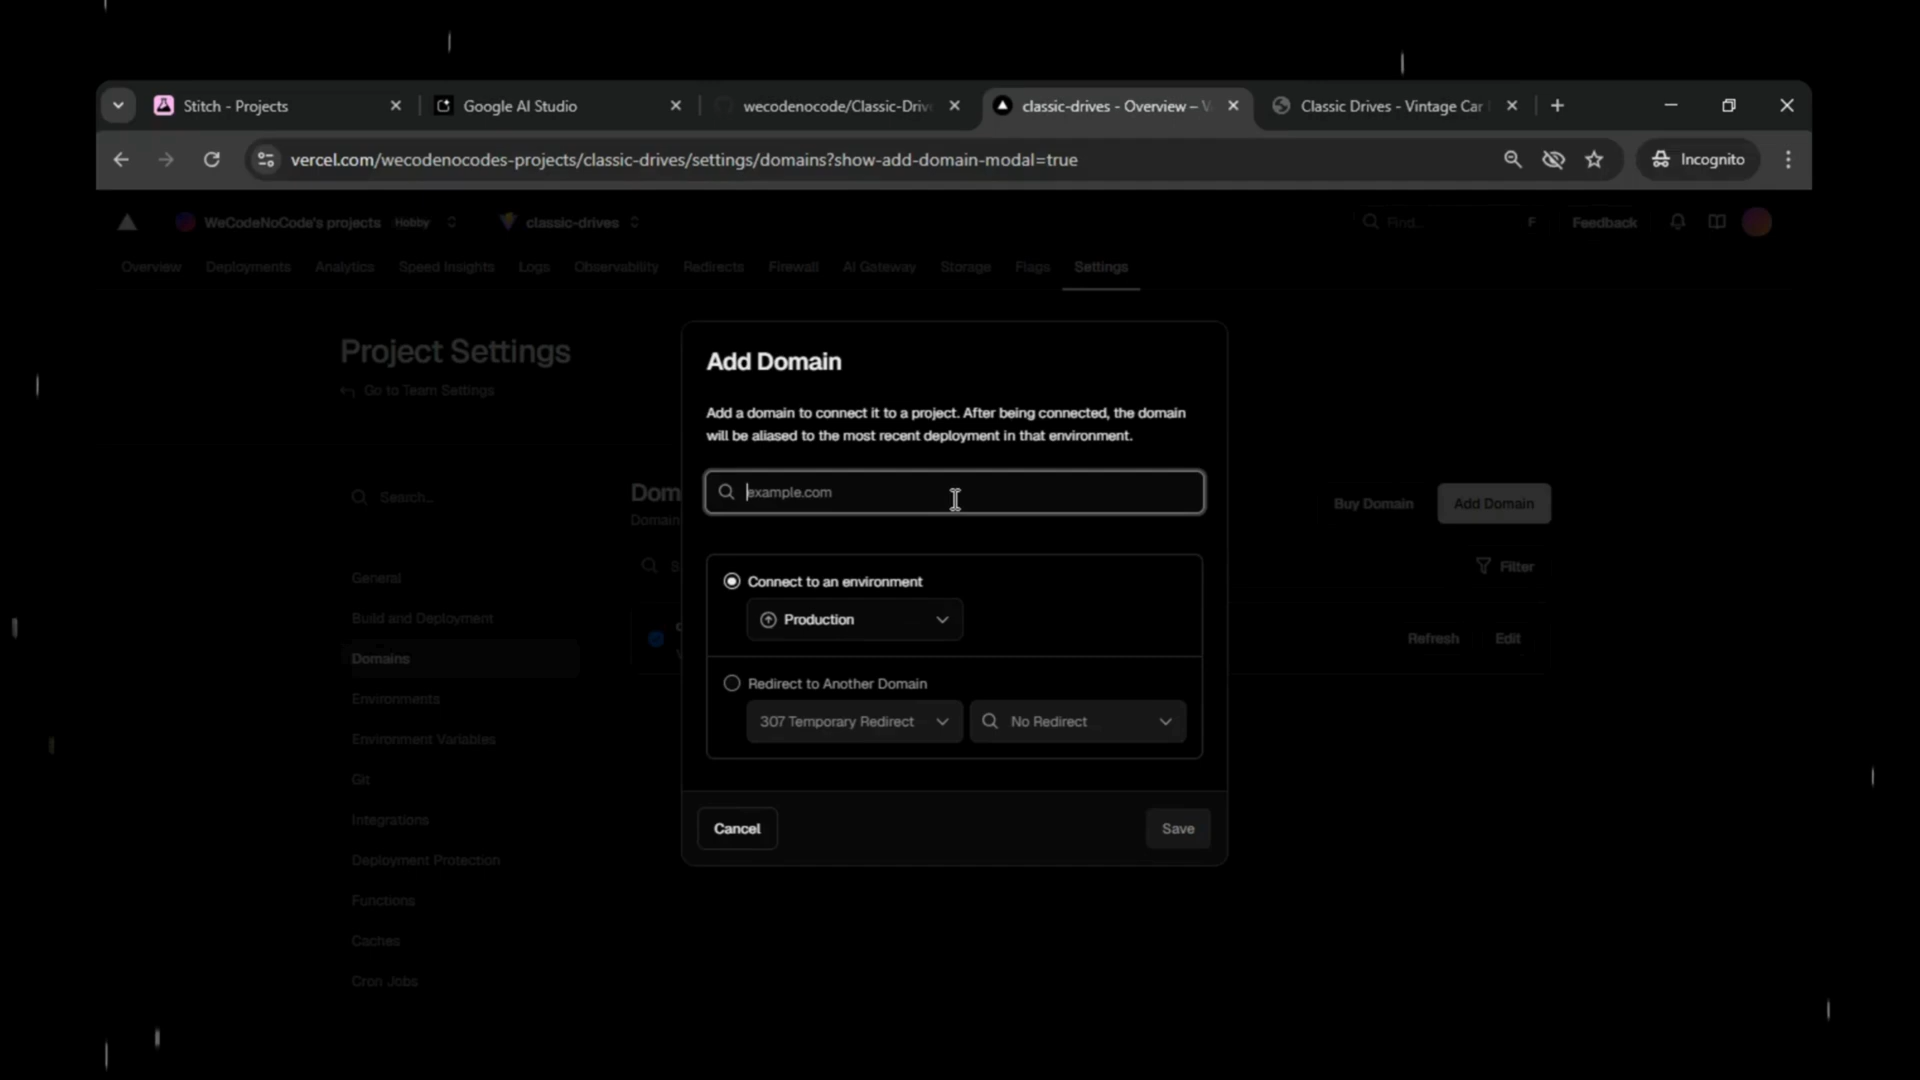 Stitch - Projects
Google AI Studio
wecodenocode/Classic-Driv
classic-drives - Overview – V
Classic Drives - Vintage Car
vercel.com/wecodenocodes-projects/classic-drives/settings/domains?show-add-domain-modal=true
Incognito
WeCodeNoCode's projects Hobby
classic-drives
Find...
F
Feedback
Overview
Deployments
Analytics
Speed Insights
Logs
Observability
Redirects
Firewall
AI Gateway
Storage
Flags
Settings
Project Settings
Go to Team Settings
Search...
General
Build and Deployment
Domains
Environments
Environment Variables
Git
Integrations
Deployment Protection
Functions
Caches
Cron Jobs
Dom
Domain
Buy Domain
Add Domain
Filter
Refresh
Edit
Add Domain
Add a domain to connect it to a project. After being connected, the domain
will be aliased to the most recent deployment in that environment.
example.com
Connect to an environment
Production
Redirect to Another Domain
307 Temporary Redirect
No Redirect
Cancel
Save